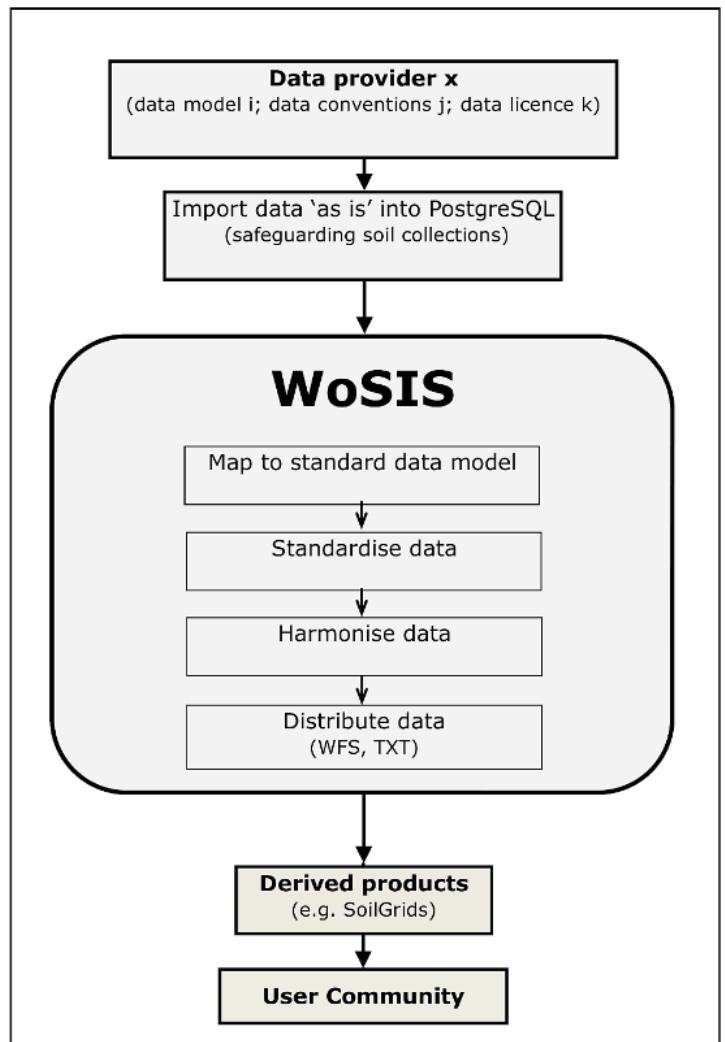 Data provider x
(data model i; data conventions j; data licence k)
Import data ‘as is’ into PostgreSQL
(safeguarding soil collections)
WoSIS
Map to standard data model
Standardise data
Harmonise data
Distribute data
(WFS, TXT)
Derived products
(e.g. SoilGrids)
User Community